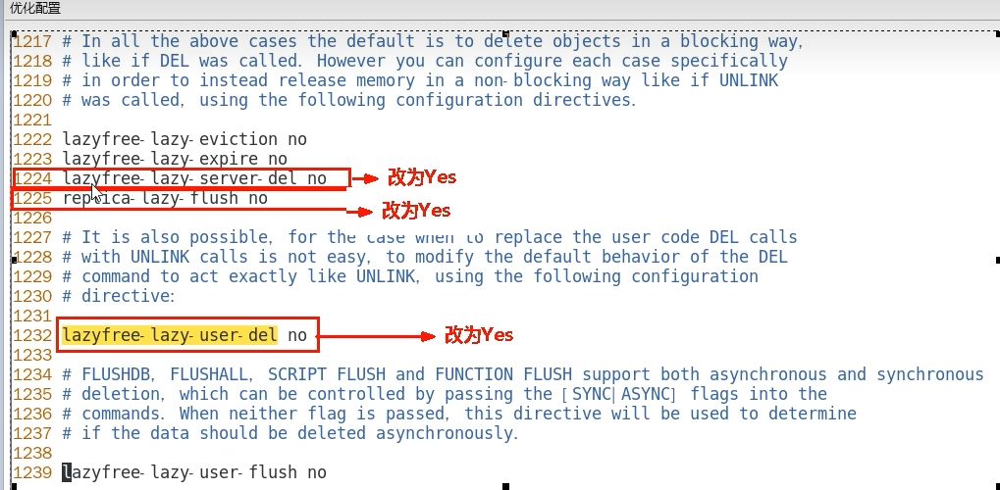 优化配置
1217 # In all the above cases the default is to delete objects in a blocking way,
1218 # like if DEL was called. However you can configure each case specifically
1219 # in order to instead release memory in a non-blocking way like if UNLINK
1220 # was called, using the following configuration directives.
1221
1222 lazyfree-lazy-eviction no
1223 lazyfree-lazy-expire no
1224 lazyfree-lazy-server-del no 改为Yes
1225 replica-lazy-flush no 改为Yes
1226
1227 # It is also possible, for the case when to replace the user code DEL calls
1228 # with UNLINK calls is not easy, to modify the default behavior of the DEL
1229 # command to act exactly like UNLINK, using the following configuration
1230 # directive:
1231
1232 lazyfree-lazy-user-del no 改为Yes
1233
1234 # FLUSHDB, FLUSHALL, SCRIPT FLUSH and FUNCTION FLUSH support both asynchronous and synchronous
1235 # deletion, which can be controlled by passing the [SYNC|ASYNC] flags into the
1236 # commands. When neither flag is passed, this directive will be used to determine
1237 # if the data should be deleted asynchronously.
1238
1239 lazyfree-lazy-user-flush no